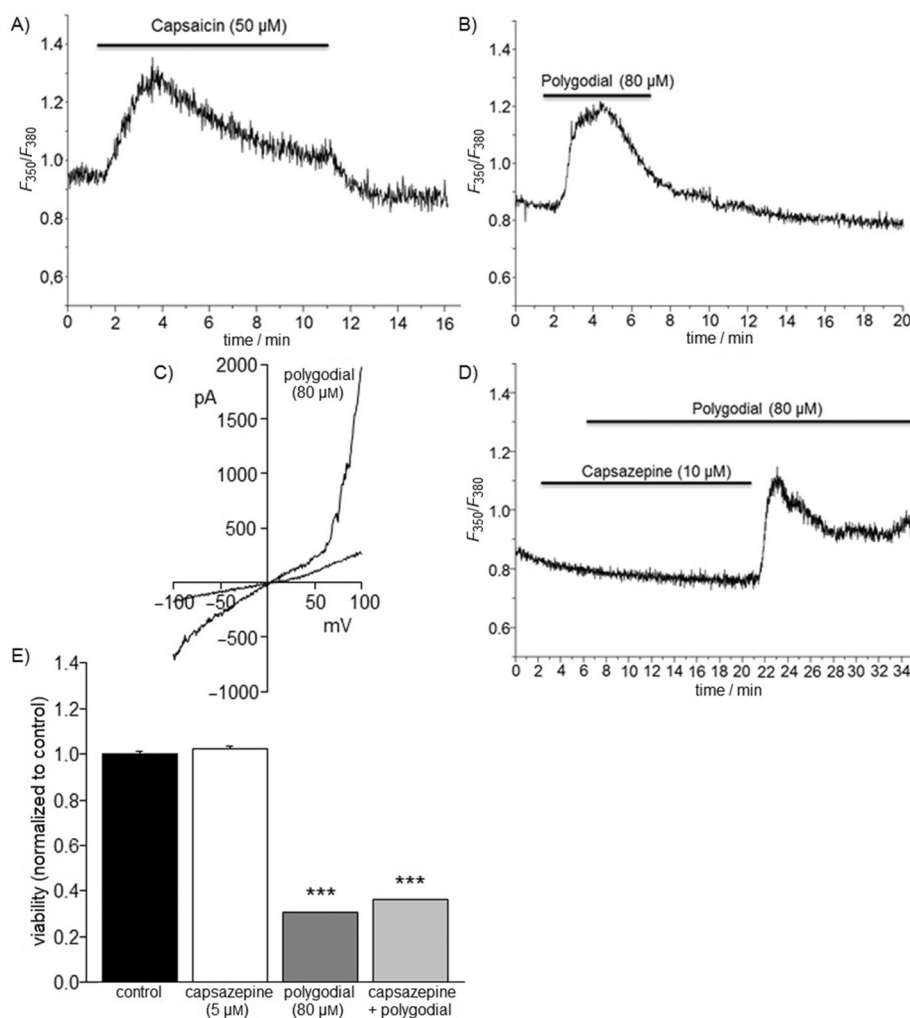 A)
Capsaicin (50 µM)
1.4
1.2
1.0
0.8
0.6
F350/F380
0 2 4 6 8 10 12 14 16
time / min
B)
Polygodial (80 µM)
1.4
1.2
1.0
0.8
0.6
F350/F380
0 2 4 6 8 10 12 14 16 18 20
time / min
C)
pA
polygodial
(80 µM)
2000
1500
1000
500
−100 −50 50 100
mV
−500
−1000
D)
Polygodial (80 µM)
Capsazepine (10 µM)
1.4
1.2
1.0
0.8
0.6
F350/F380
0 2 4 6 8 10 12 14 16 18 20 22 24 26 28 30 32 34
time / min
E)
viability (normalized to control)
1.4
1.2
1.0
0.8
0.6
0.4
0.2
0.0
***
***
control
capsazepine
(5 µM)
polygodial
(80 µM)
capsazepine
+ polygodial